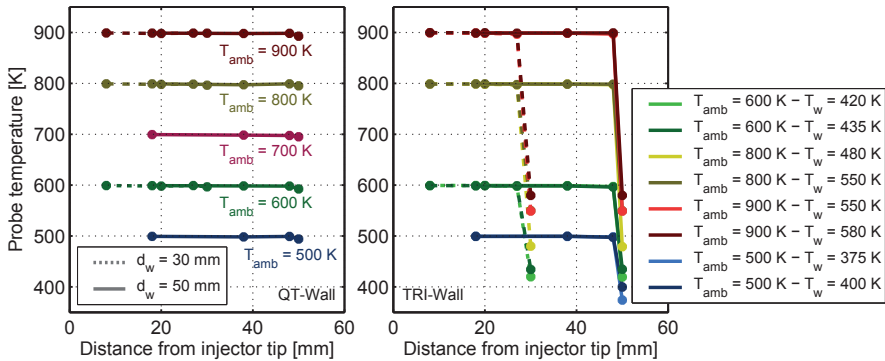 Probe temperature [K]
900
800
700
600
500
400
T_amb = 900 K
T_amb = 800 K
T_amb = 700 K
T_amb = 600 K
T_amb = 500 K
d_w = 30 mm
d_w = 50 mm
QT-Wall
0 20 40 60
Distance from injector tip [mm]
TRI-Wall
0 20 40 60
Distance from injector tip [mm]
T_amb = 600 K − T_w = 420 K
T_amb = 600 K − T_w = 435 K
T_amb = 800 K − T_w = 480 K
T_amb = 800 K − T_w = 550 K
T_amb = 900 K − T_w = 550 K
T_amb = 900 K − T_w = 580 K
T_amb = 500 K − T_w = 375 K
T_amb = 500 K − T_w = 400 K